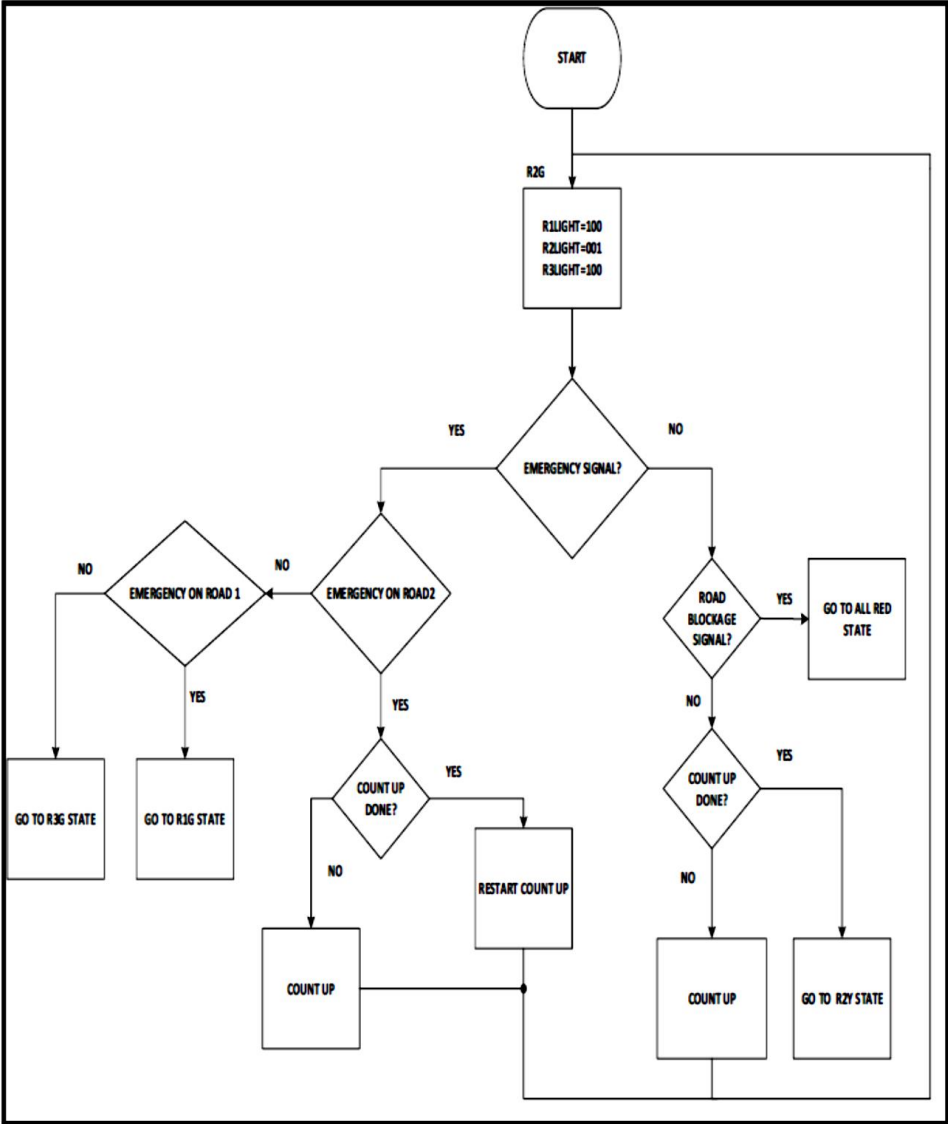 START
R2G
R1LIGHT=100
R2LIGHT=001
R3LIGHT=100
YES
NO
EMERGENCY SIGNAL?
NO
EMERGENCY ON ROAD 1
NO
EMERGENCY ON ROAD2
ROAD
BLOCKAGE
SIGNAL?
YES
GO TO ALL RED
STATE
YES
YES
NO
GO TO R3G STATE
GO TO R1G STATE
COUNT UP
DONE?
YES
COUNT UP
DONE?
YES
NO
RESTART COUNT UP
NO
COUNT UP
COUNT UP
GO TO R2Y STATE